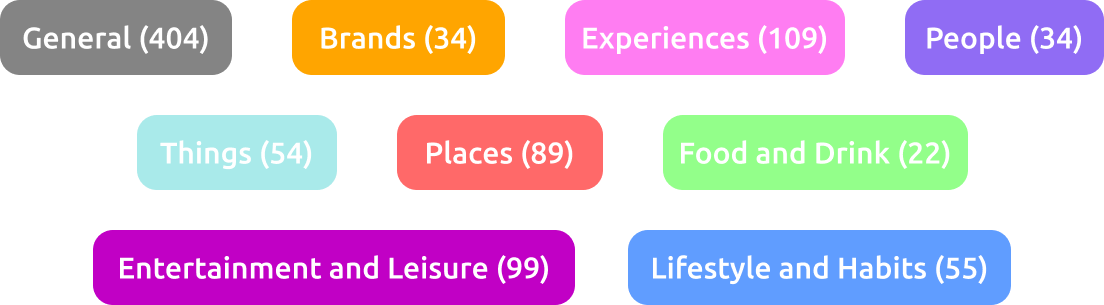 General (404)
Brands (34)
Experiences (109)
People (34)
Things (54)
Places (89)
Food and Drink (22)
Entertainment and Leisure (99)
Lifestyle and Habits (55)